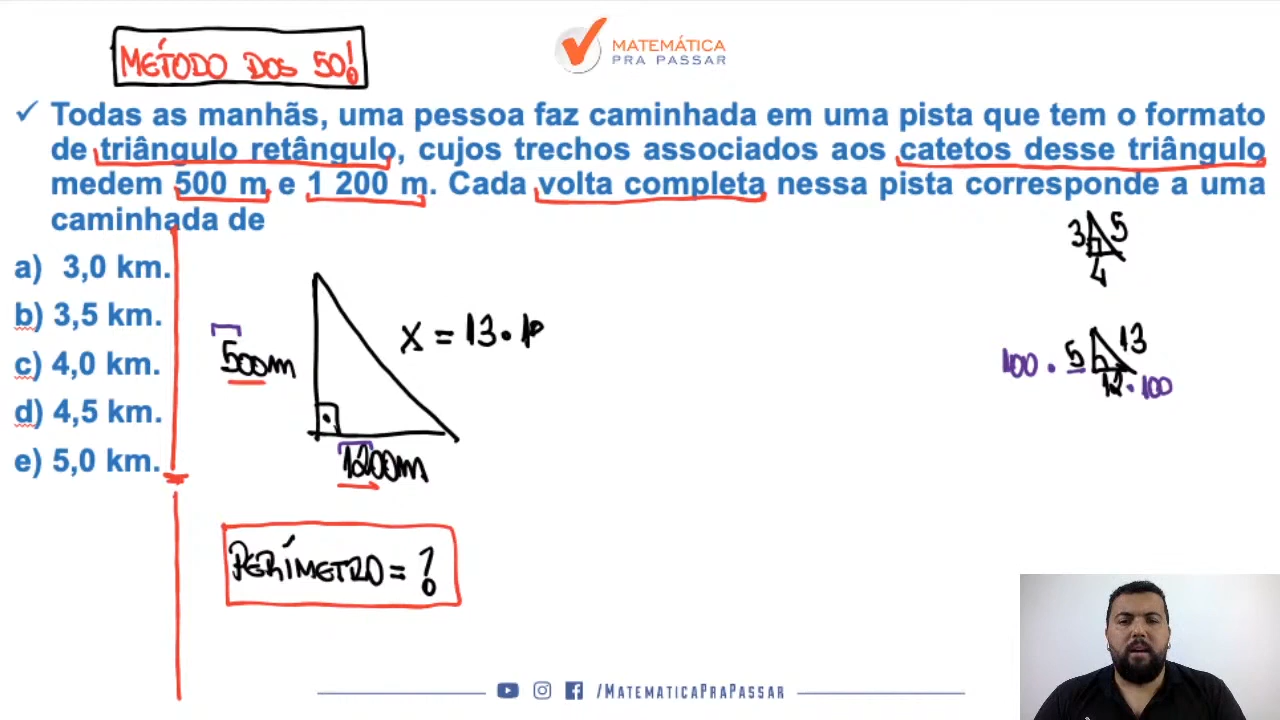 MÉTODO DOS 50!
MATEMÁTICA
PRA PASSAR
✓ Todas as manhãs, uma pessoa faz caminhada em uma pista que tem o formato
de triângulo retângulo, cujos trechos associados aos catetos desse triângulo
medem 500 m e 1 200 m. Cada volta completa nessa pista corresponde a uma
caminhada de
a) 3,0 km.
b) 3,5 km.
c) 4,0 km.
d) 4,5 km.
e) 5,0 km.
3 5
4
X = 13 · 10
500m
1200m
100 · 5 13
12 · 100
PERÍMETRO = ?
/MATEMATICAPRAPASSAR